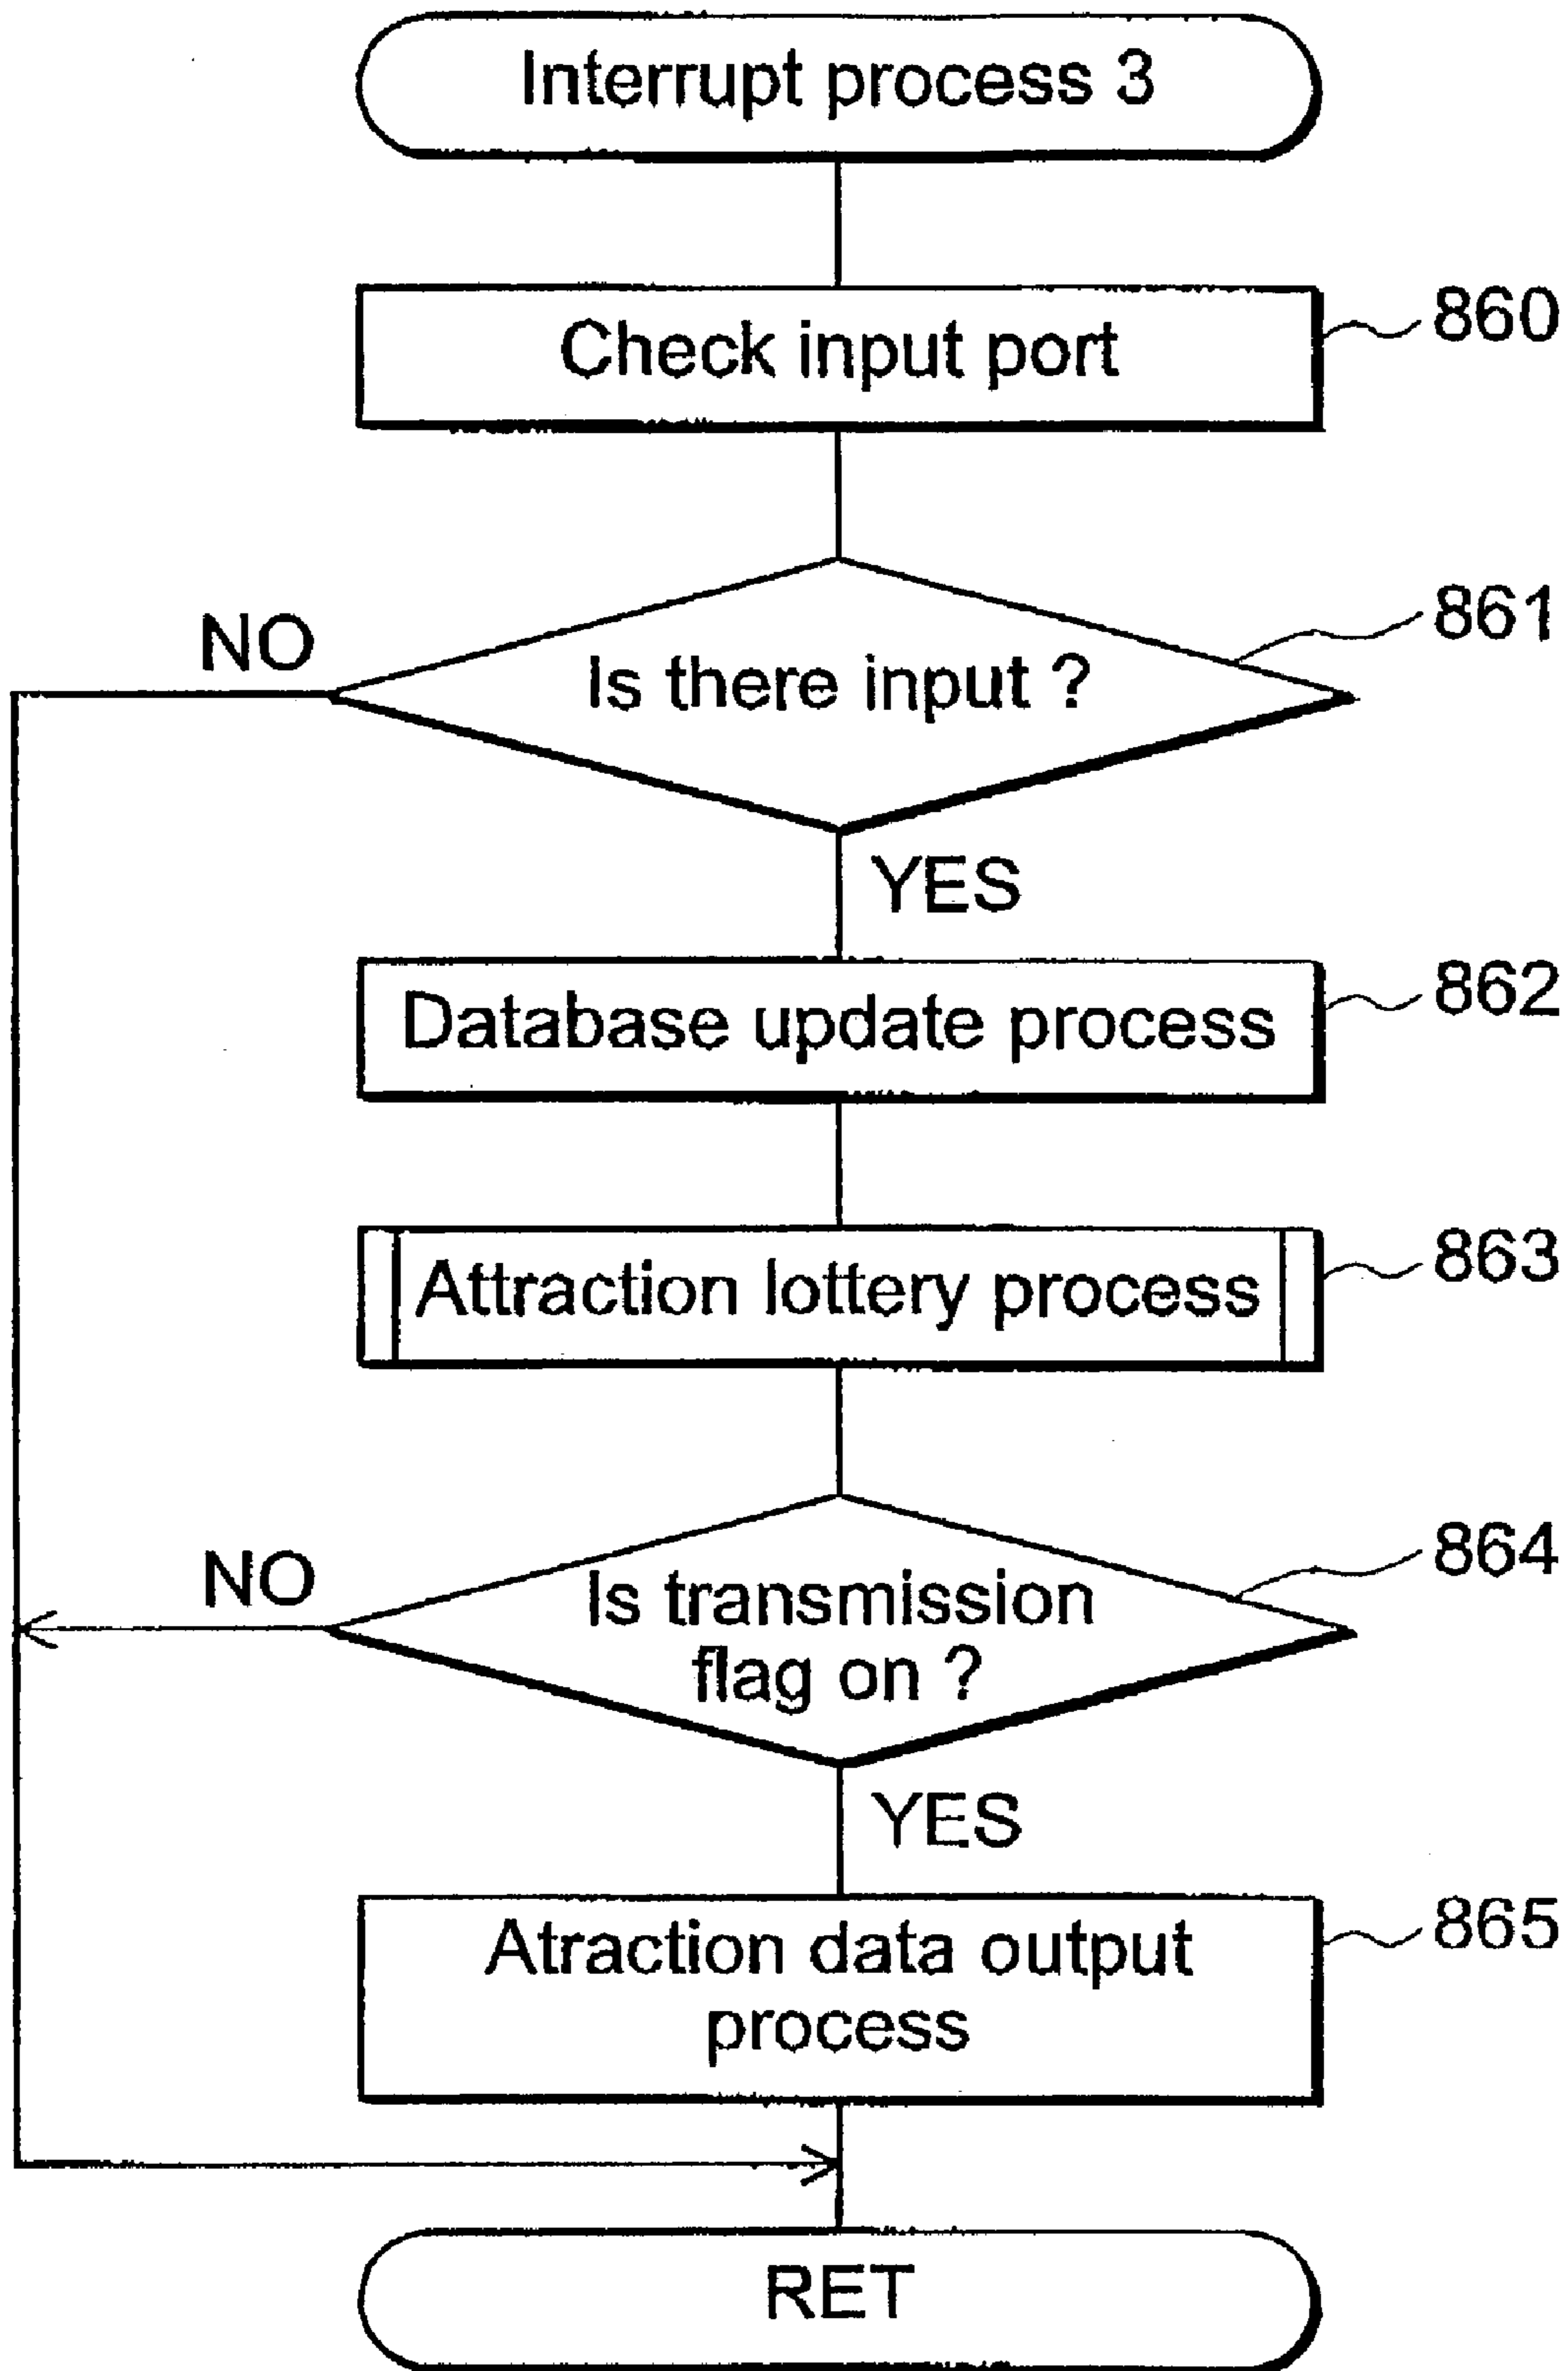 Interrupt process 3
Check input port
860
Is there input ?
861
NO
YES
Database update process
862
Attraction lottery process
863
Is transmission
flag on ?
864
NO
YES
Atraction data output
process
865
RET